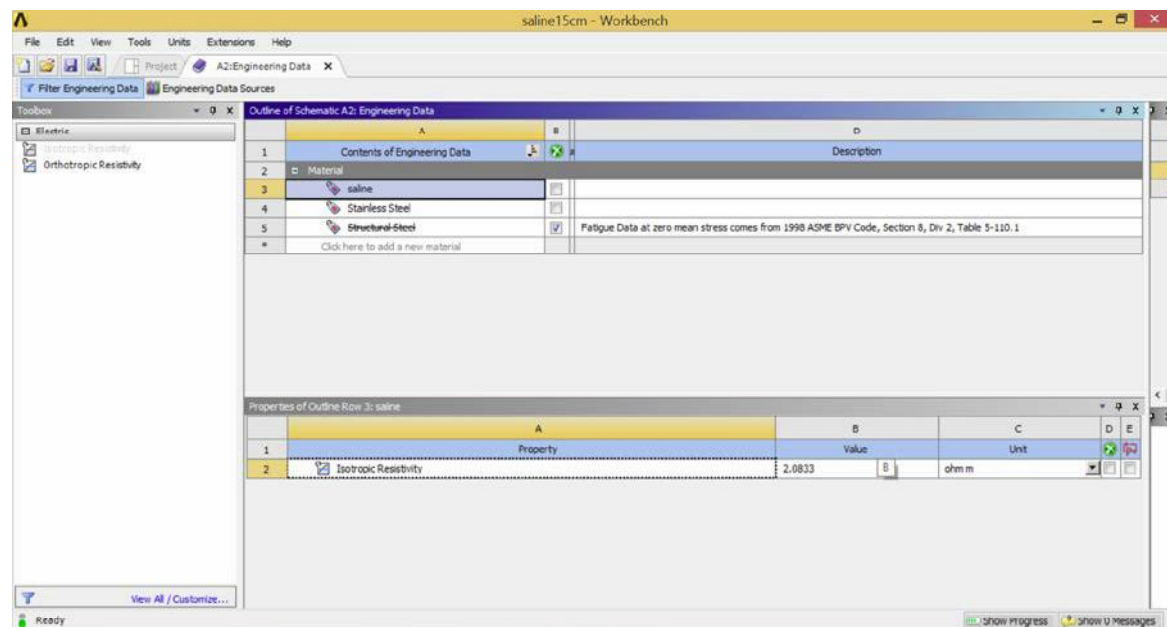 saline15cm - Workbench
File Edit View Tools Units Extensions Help
Project A2:Engineering Data X
Filter Engineering Data Engineering Data Sources
Toolbox
Outline of Schematic A2: Engineering Data
Electric
Isotropic Resistivity
Orthotropic Resistivity
A B D
1 Contents of Engineering Data Description
2 Material
3 saline
4 Stainless Steel
5 Structural Steel Fatigue Data at zero mean stress comes from 1998 ASME BPV Code, Section 8, Div 2, Table 5-110.1
* Click here to add a new material
Properties of Outline Row 3: saline
A B C D E
1 Property Value Unit
2 Isotropic Resistivity 2.0833 B ohm m
View All / Customize...
Ready
Show Progress Show 0 Messages